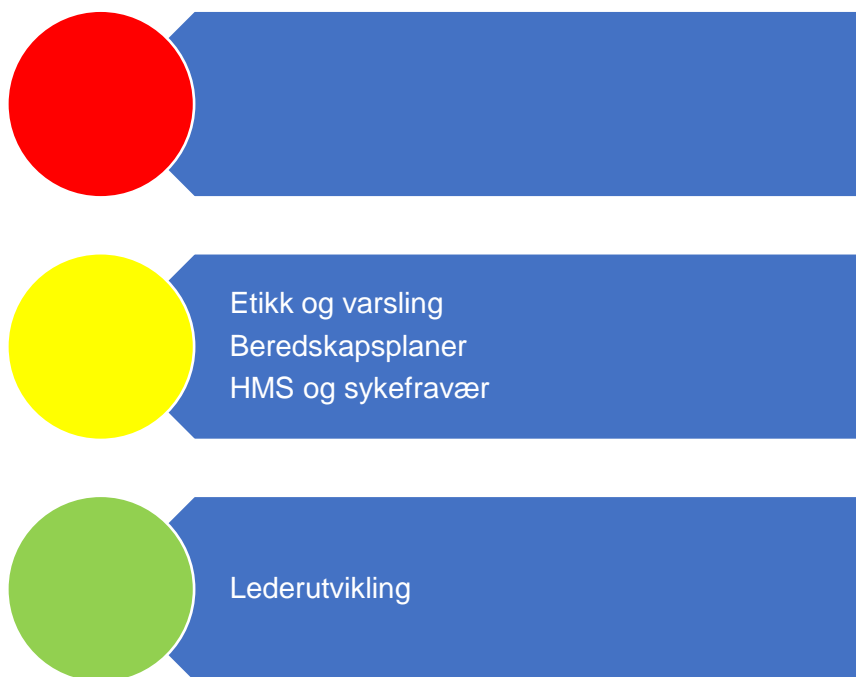 Etikk og varsling
Beredskapsplaner
HMS og sykefravær
Lederutvikling